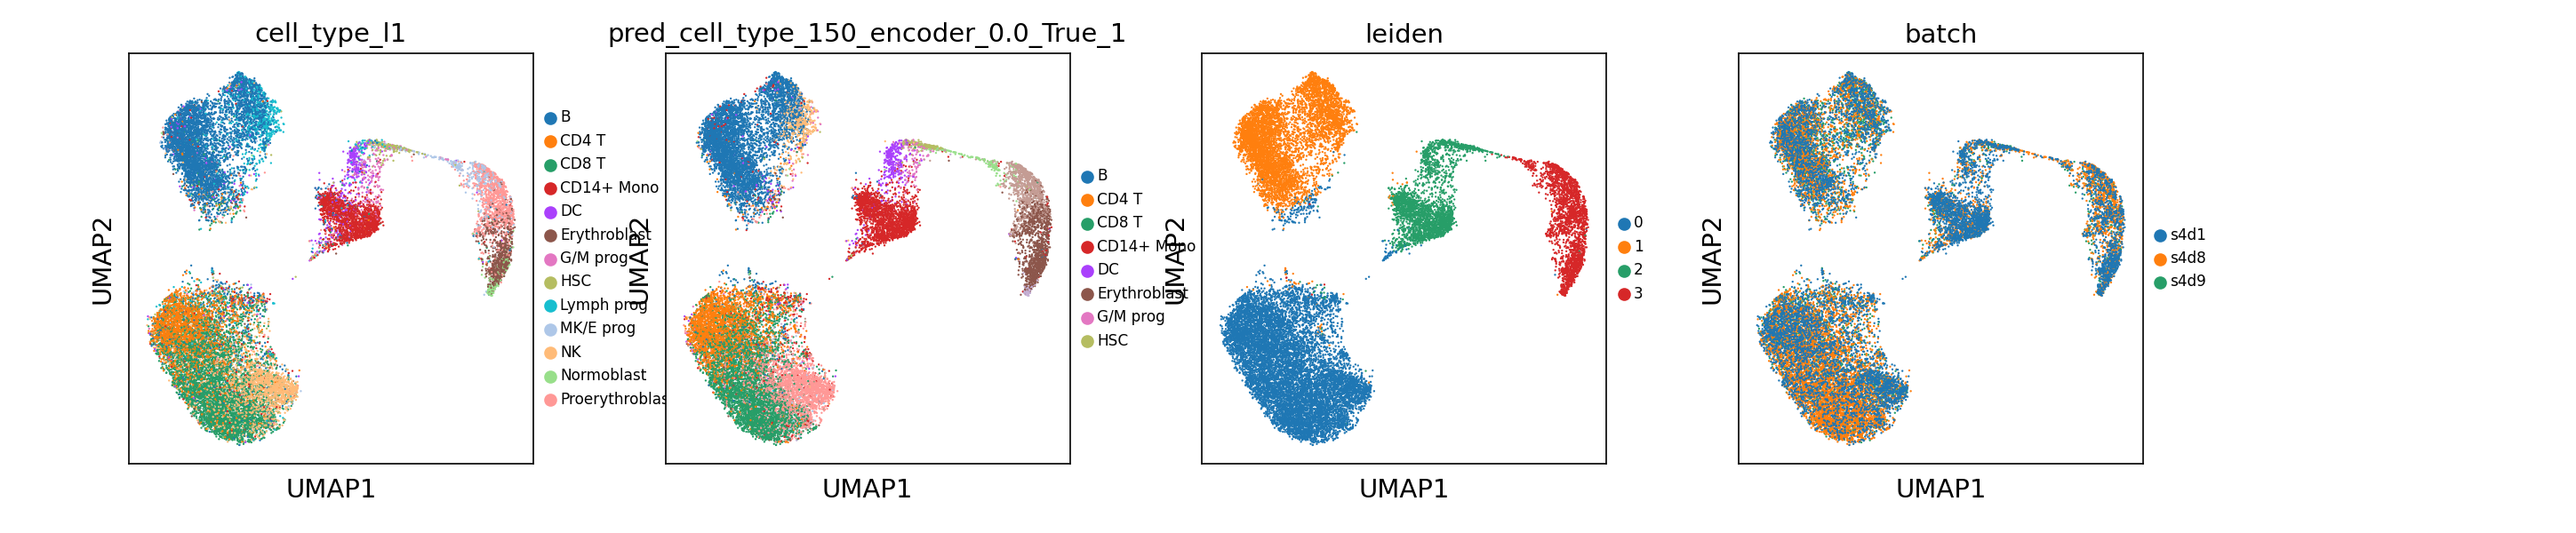 cell_type_l1
pred_cell_type_150_encoder_0.0_True_1
leiden
batch
UMAP2
UMAP1
B
CD4 T
CD8 T
CD14+ Mono
DC
Erythroblast
G/M prog
HSC
Lymph prog
MK/E prog
NK
Normoblast
Proerythroblas
UMAP2
UMAP1
B
CD4 T
CD8 T
CD14+ Mono
DC
Erythroblast
G/M prog
HSC
UMAP2
UMAP1
0
1
2
3
UMAP2
UMAP1
s4d1
s4d8
s4d9